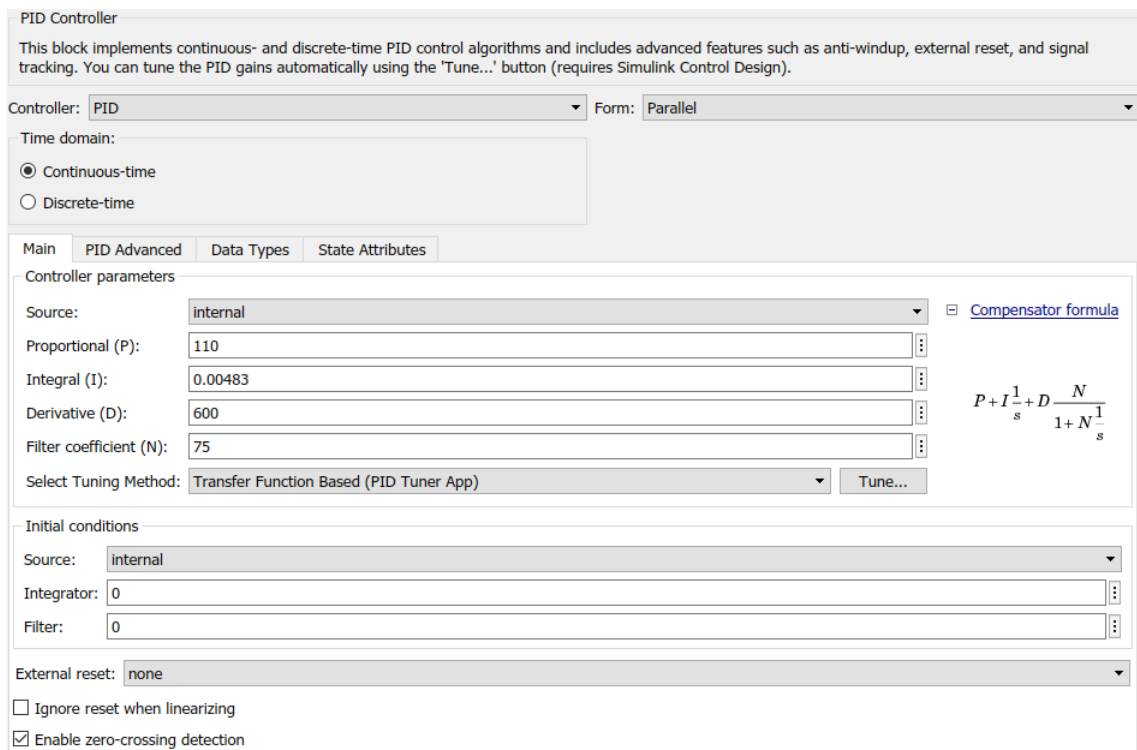 PID Controller
This block implements continuous- and discrete-time PID control algorithms and includes advanced features such as anti-windup, external reset, and signal
tracking. You can tune the PID gains automatically using the 'Tune...' button (requires Simulink Control Design).
Controller: PID Form: Parallel
Time domain:
Continuous-time
Discrete-time
Main PID Advanced Data Types State Attributes
Controller parameters
Source: internal Compensator formula
Proportional (P): 110
Integral (I): 0.00483
Derivative (D): 600
P+I 1/s + D N/(1+N 1/s)
Filter coefficient (N): 75
Select Tuning Method: Transfer Function Based (PID Tuner App) Tune...
Initial conditions
Source: internal
Integrator: 0
Filter: 0
External reset: none
Ignore reset when linearizing
Enable zero-crossing detection